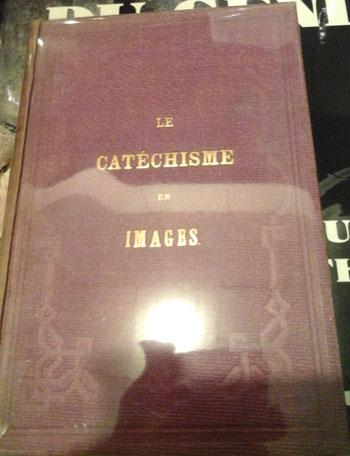 LE
CATÉCHISME
EN
IMAGES.